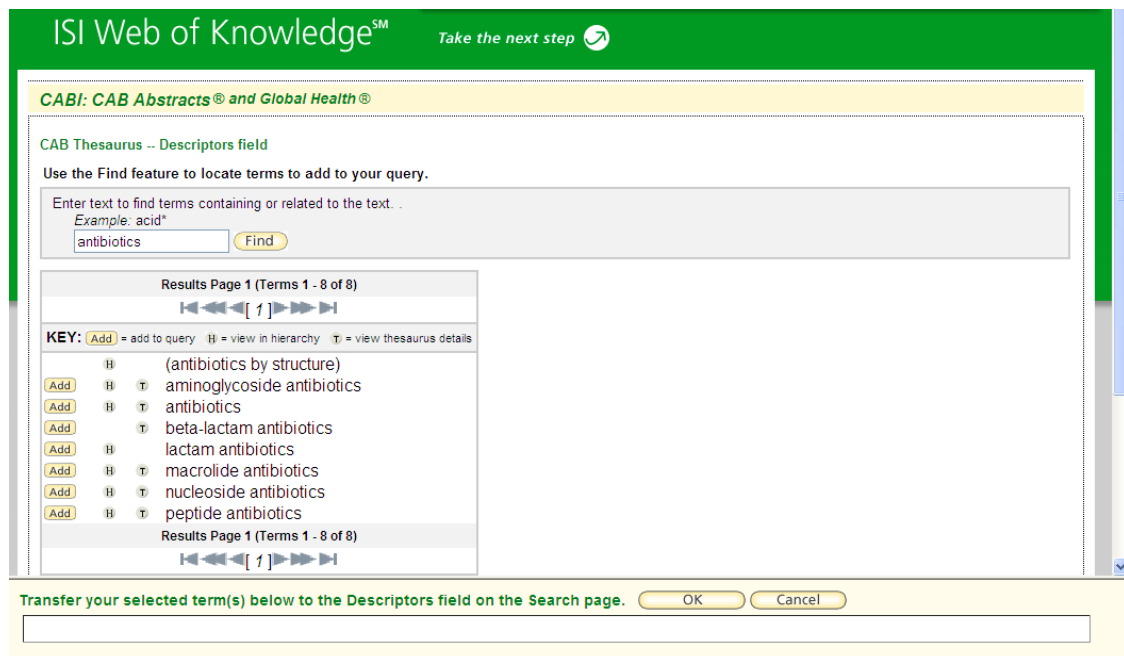 ISI Web of Knowledge℠ Take the next step
CABI: CAB Abstracts® and Global Health®
CAB Thesaurus -- Descriptors field
Use the Find feature to locate terms to add to your query.
Enter text to find terms containing or related to the text. .
Example: acid*
antibiotics Find
Results Page 1 (Terms 1 - 8 of 8)
[ 1 ]
KEY: Add = add to query H = view in hierarchy T = view thesaurus details
H (antibiotics by structure)
Add H T aminoglycoside antibiotics
Add H T antibiotics
Add T beta-lactam antibiotics
Add H lactam antibiotics
Add H T macrolide antibiotics
Add H T nucleoside antibiotics
Add H T peptide antibiotics
Results Page 1 (Terms 1 - 8 of 8)
[ 1 ]
Transfer your selected term(s) below to the Descriptors field on the Search page. OK Cancel